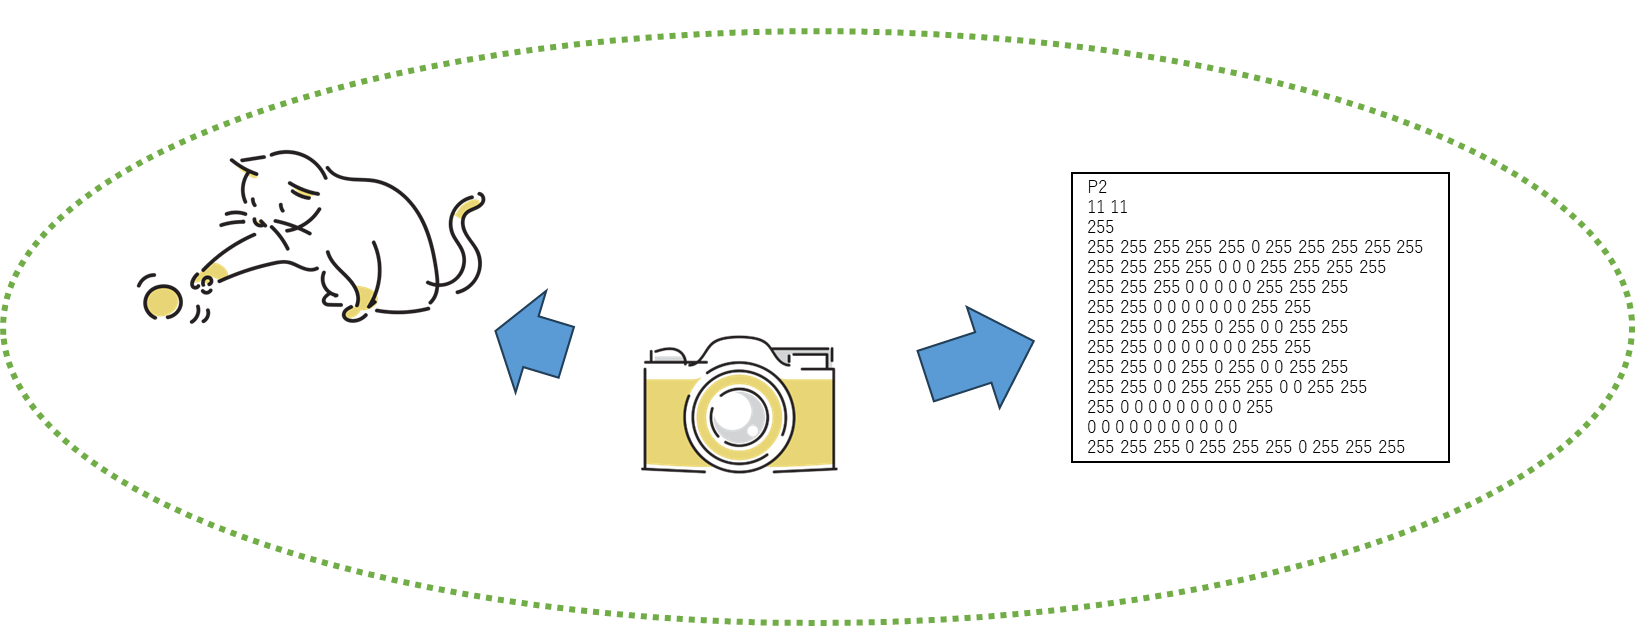 P2
11 11
255
255 255 255 255 255 0 255 255 255 255 255
255 255 255 255 0 0 0 255 255 255 255
255 255 255 0 0 0 0 0 255 255 255
255 255 0 0 0 0 0 0 0 255 255
255 255 0 0 255 0 255 0 0 255 255
255 255 0 0 0 0 0 0 0 255 255
255 255 0 0 255 0 255 0 0 255 255
255 255 0 0 255 255 255 0 0 255 255
255 0 0 0 0 0 0 0 0 0 255
0 0 0 0 0 0 0 0 0 0 0
255 255 255 0 255 255 255 0 255 255 255